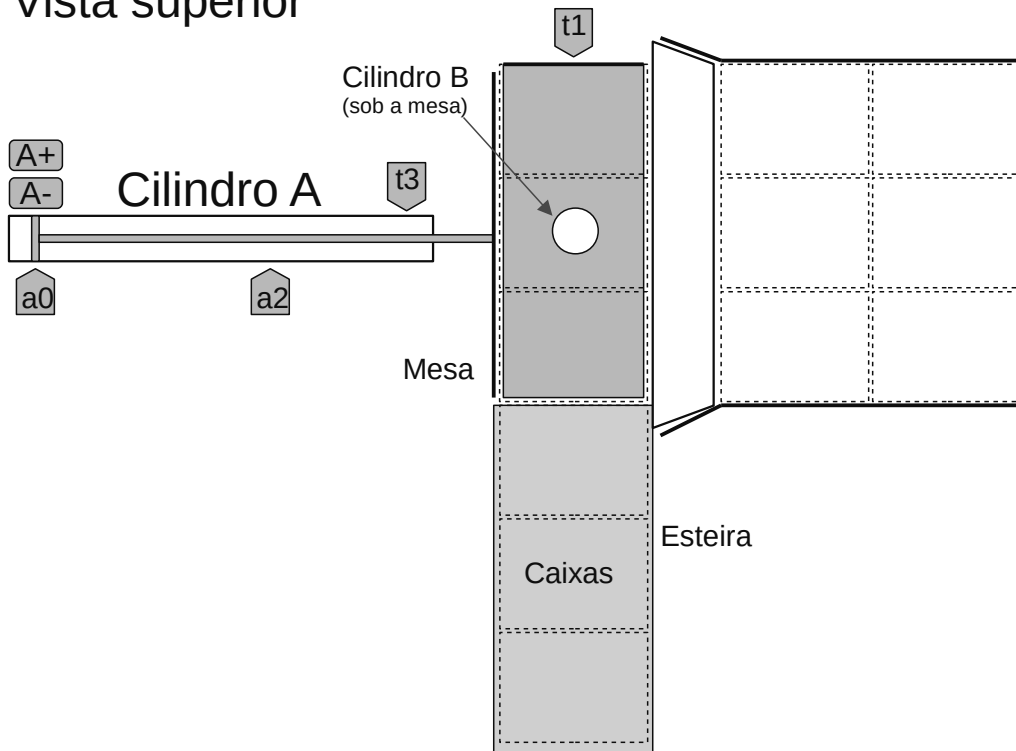 Vista superior
t1
Cilindro B
(sob a mesa)
A+
A-
Cilindro A
t3
a0
a2
Mesa
Esteira
Caixas